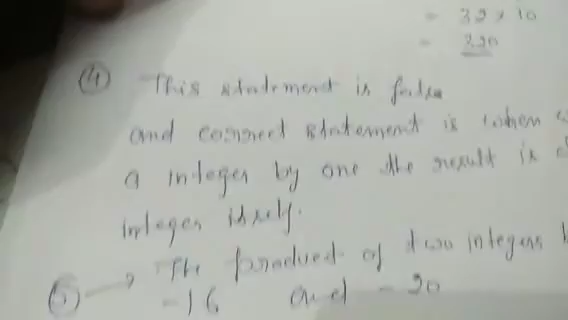 = 32 × 10
= 320
(4) This statement is false
and correct statement is when
a integer by one the result is
integer itself.
(5) → The product of two integers
-16 and -20